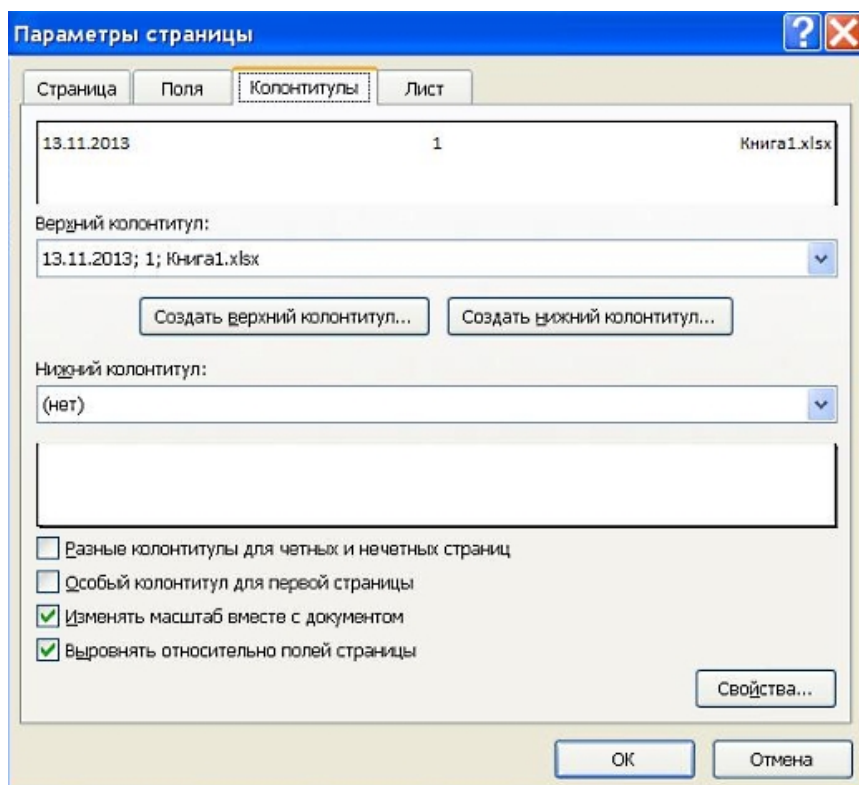 Параметры страницы
Страница Поля Колонтитулы Лист
13.11.2013 1 Книга1.xlsx
Верхний колонтитул:
13.11.2013; 1; Книга1.xlsx
Создать верхний колонтитул... Создать нижний колонтитул...
Нижний колонтитул:
(нет)
Разные колонтитулы для четных и нечетных страниц
Особый колонтитул для первой страницы
Изменять масштаб вместе с документом
Выровнять относительно полей страницы
Свойства...
ОК Отмена